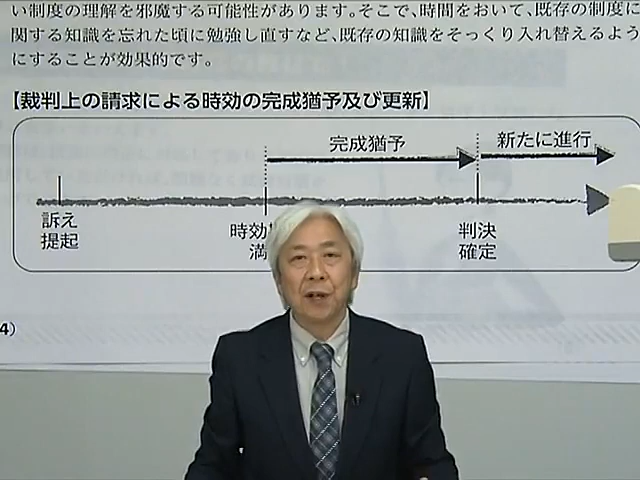 い制度の理解を邪魔する可能性があります。そこで、時間をおいて、既存の制度に
関する知識を忘れた頃に勉強し直すなど、既存の知識をそっくり入れ替えるよう
にすることが効果的です。
【裁判上の請求による時効の完成猶予及び更新】
完成猶予
新たに進行
訴え
提起
時効
満
判決
確定
4)